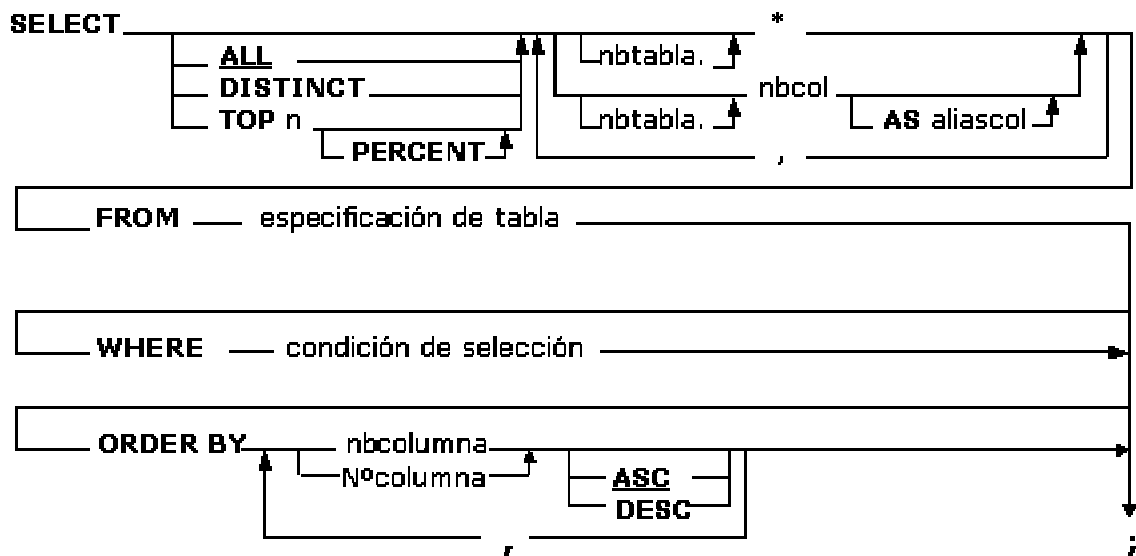 SELECT *
nbtabla.
ALL
DISTINCT nbcol
TOP n nbtabla. AS aliascol
PERCENT ,
FROM especificación de tabla
WHERE condición de selección
ORDER BY nbcolumna
Nºcolumna ASC
DESC
, ;